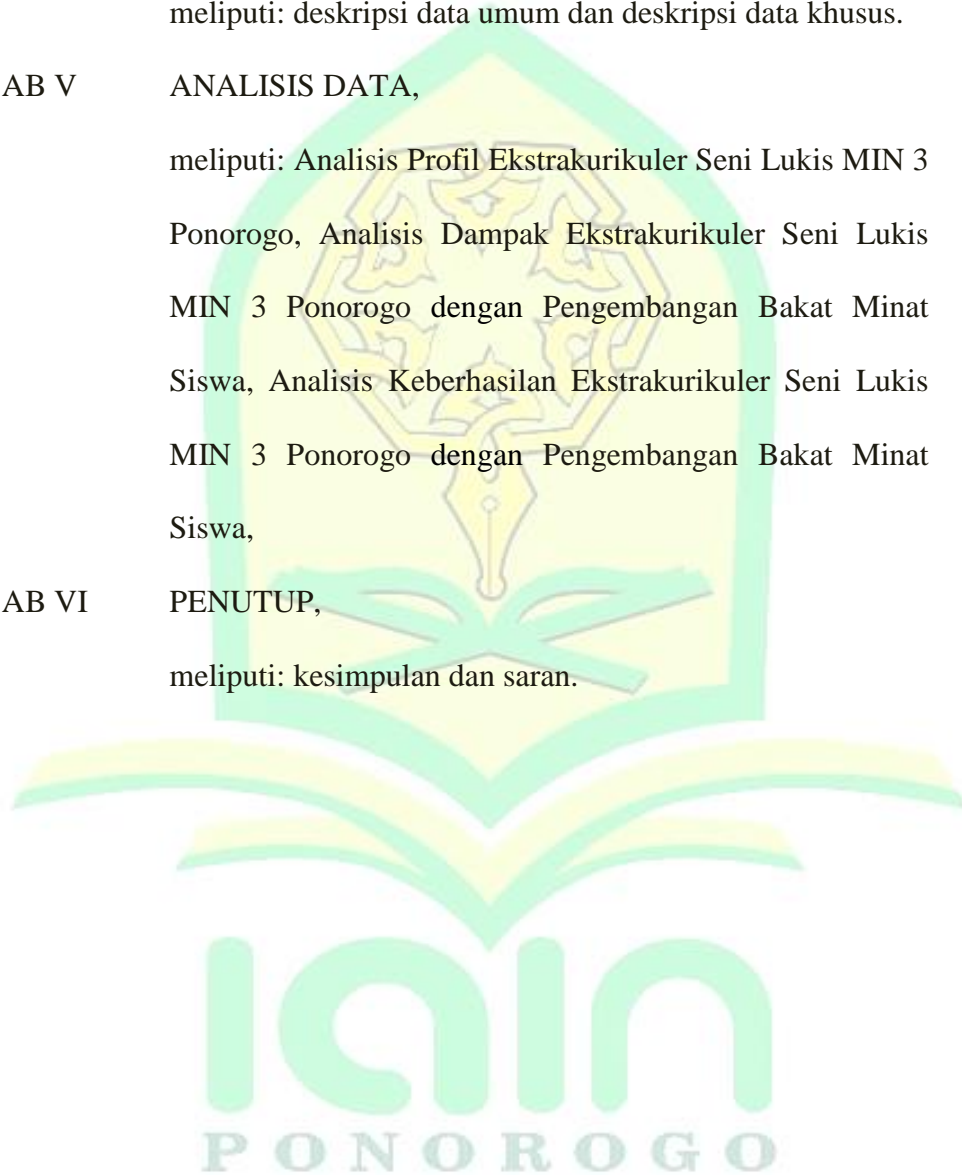 meliputi: deskripsi data umum dan deskripsi data khusus.
AB V ANALISIS DATA,
meliputi: Analisis Profil Ekstrakurikuler Seni Lukis MIN 3
Ponorogo, Analisis Dampak Ekstrakurikuler Seni Lukis
MIN 3 Ponorogo dengan Pengembangan Bakat Minat
Siswa, Analisis Keberhasilan Ekstrakurikuler Seni Lukis
MIN 3 Ponorogo dengan Pengembangan Bakat Minat
Siswa,
AB VI PENUTUP,
meliputi: kesimpulan dan saran.
iain
PONOROGO